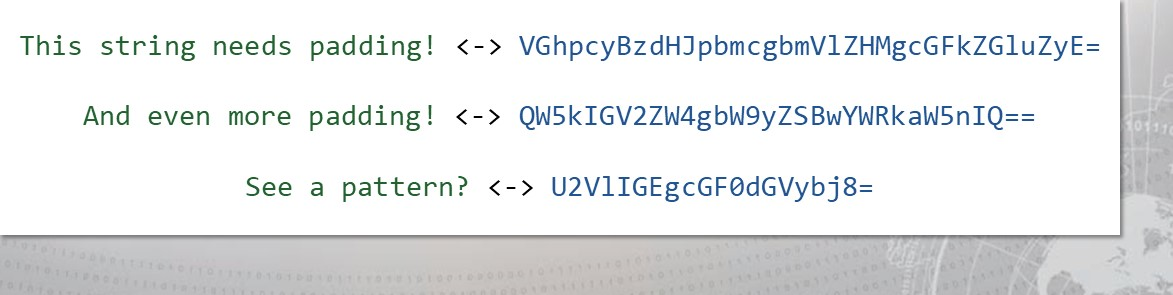 This string needs padding! <-> VGhpcyBzdHJpbmcgbmVlZHMgcGFkZGluZyE=
And even more padding! <-> QW5kIGV2ZW4gbW9yZSBwYWRkaW5nIQ==
See a pattern? <-> U2VlIGEgcGF0dGVybj8=